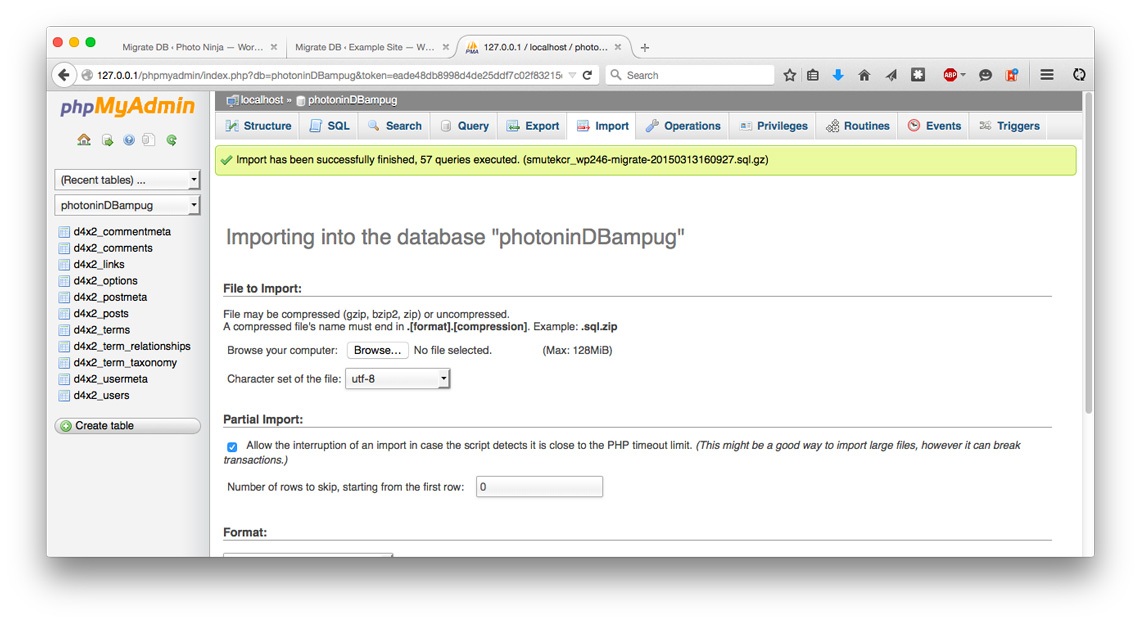 Migrate DB ‹ Photo Ninja — Wor...
Migrate DB ‹ Example Site — W...
127.0.0.1 / localhost / photo...
127.0.0.1/phpmyadmin/index.php?db=photoninDBampug&token=eade48db8998d4de25ddf7c02f83215
Search
ABP
phpMyAdmin
(Recent tables) ...
photoninDBampug
d4x2_commentmeta
d4x2_comments
d4x2_links
d4x2_options
d4x2_postmeta
d4x2_posts
d4x2_terms
d4x2_term_relationships
d4x2_term_taxonomy
d4x2_usermeta
d4x2_users
Create table
localhost » photoninDBampug
Structure SQL Search Query Export Import Operations Privileges Routines Events Triggers
Import has been successfully finished, 57 queries executed. (smutekcr_wp246-migrate-20150313160927.sql.gz)
Importing into the database "photoninDBampug"
File to Import:
File may be compressed (gzip, bzip2, zip) or uncompressed.
A compressed file's name must end in .[format].[compression]. Example: .sql.zip
Browse your computer: Browse... No file selected. (Max: 128MiB)
Character set of the file: utf-8
Partial Import:
Allow the interruption of an import in case the script detects it is close to the PHP timeout limit. (This might be a good way to import large files, however it can break
transactions.)
Number of rows to skip, starting from the first row: 0
Format: